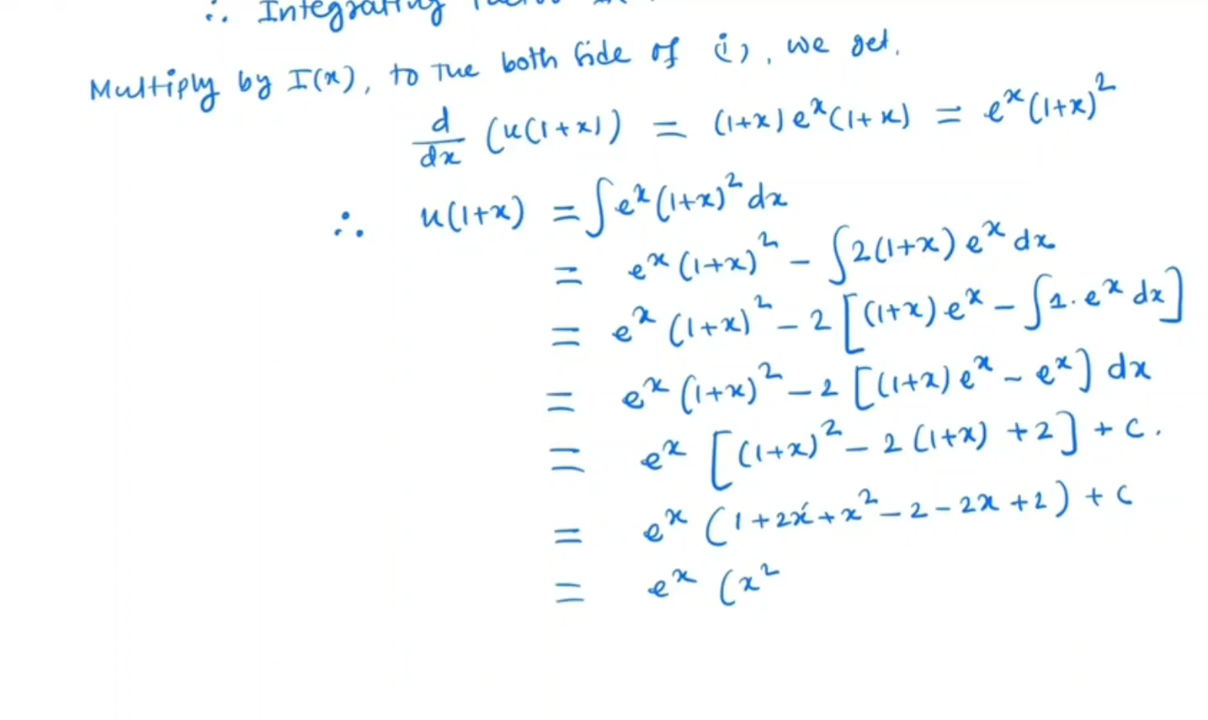 ∴ Integrating
Multiply by I(x), to the both side of (i), we get.
d/dx (u(1+x)) = (1+x) e^x (1+x) = e^x (1+x)^2
∴ u(1+x) = ∫ e^x (1+x)^2 dx
= e^x (1+x)^2 - ∫ 2(1+x) e^x dx
= e^x (1+x)^2 - 2 [(1+x) e^x - ∫ 1. e^x dx]
= e^x (1+x)^2 - 2 [(1+x) e^x - e^x] dx
= e^x [(1+x)^2 - 2 (1+x) + 2] + c.
= e^x (1 + 2x + x^2 - 2 - 2x + 2) + c
= e^x (x^2